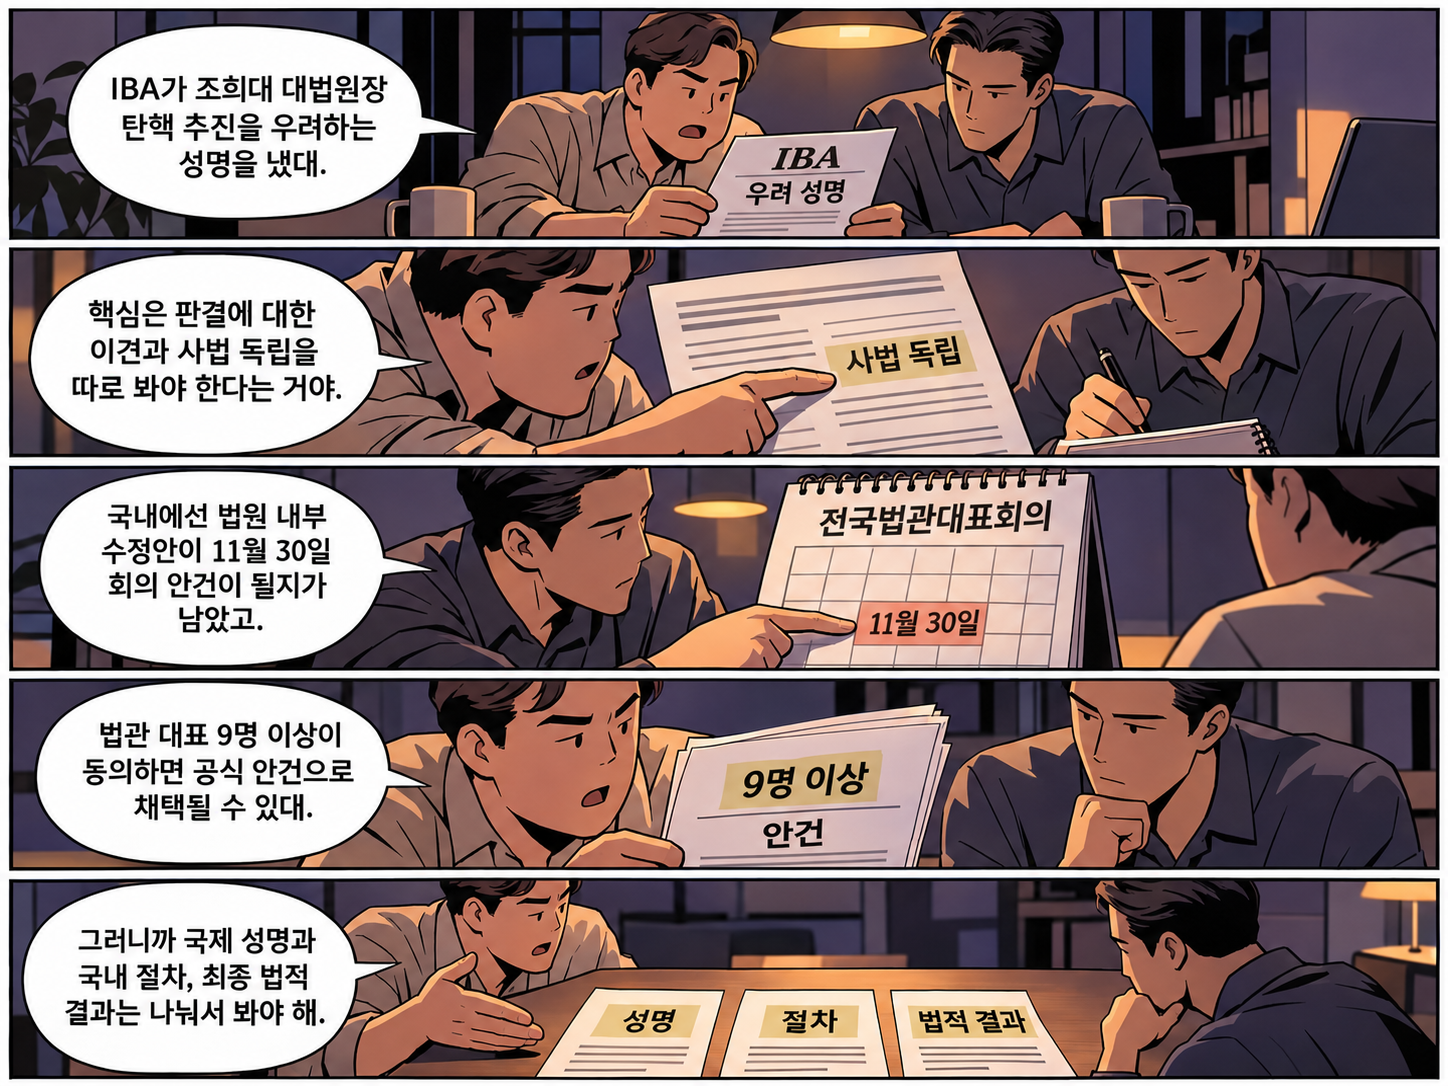 IBA가 조희대 대법원장
탄핵 추진을 우려하는
성명을 냈대.
IBA
우려 성명
핵심은 판결에 대한
이견과 사법 독립을
따로 봐야 한다는 거야.
사법 독립
국내에선 법원 내부
수정안이 11월 30일
회의 안건이 될지가
남았고.
전국법관대표회의
11월 30일
법관 대표 9명 이상이
동의하면 공식 안건으로
채택될 수 있대.
9명 이상
안건
그러니까 국제 성명과
국내 절차, 최종 법적
결과는 나눠서 봐야 해.
성명
절차
법적 결과